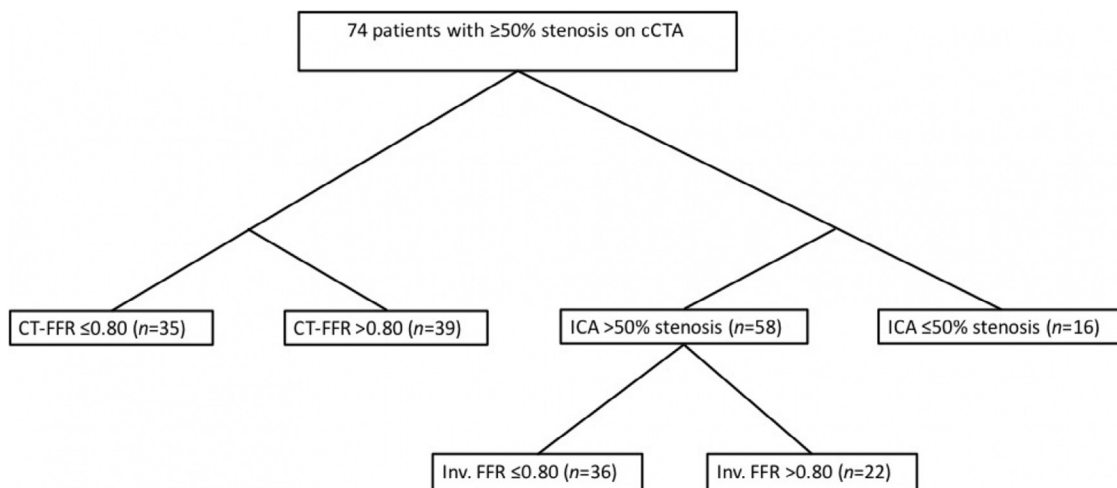 74 patients with ≥50% stenosis on cCTA
CT-FFR ≤0.80 (n=35)
CT-FFR >0.80 (n=39)
ICA >50% stenosis (n=58)
ICA ≤50% stenosis (n=16)
Inv. FFR ≤0.80 (n=36)
Inv. FFR >0.80 (n=22)